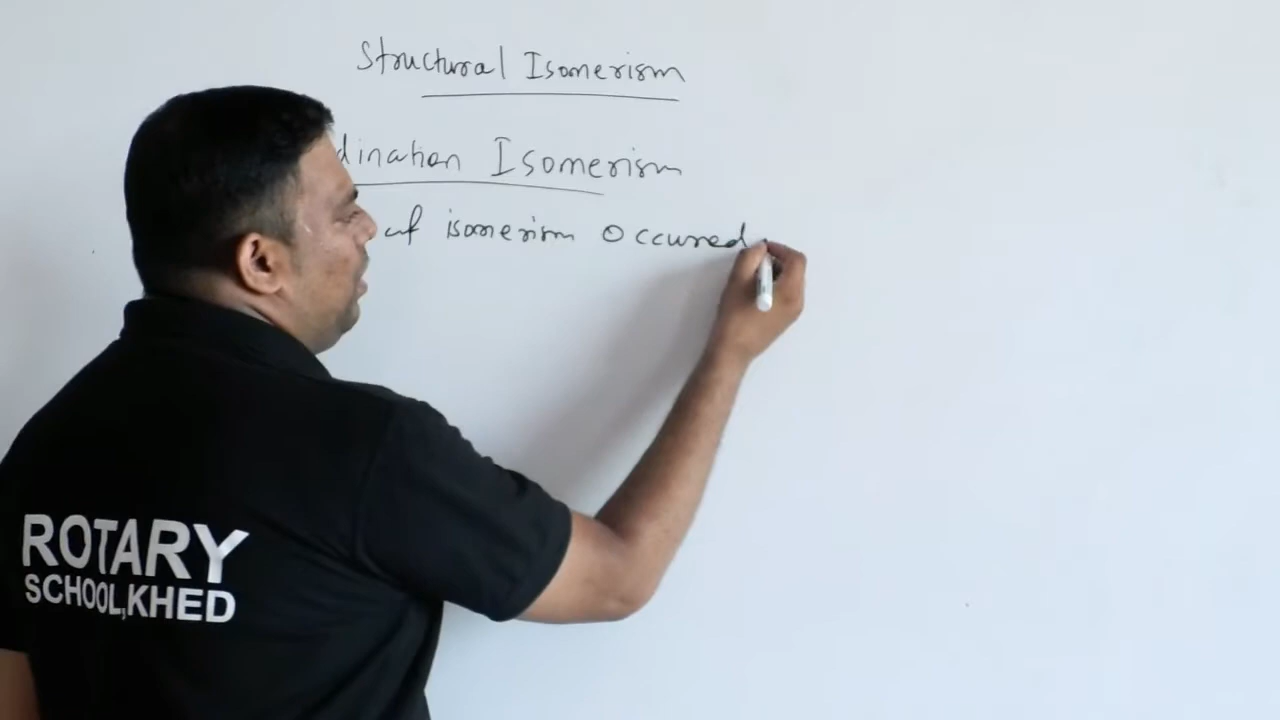 Structural Isomerism
dination Isomerism
of isomerism Occured
ROTARY
SCHOOL,KHED